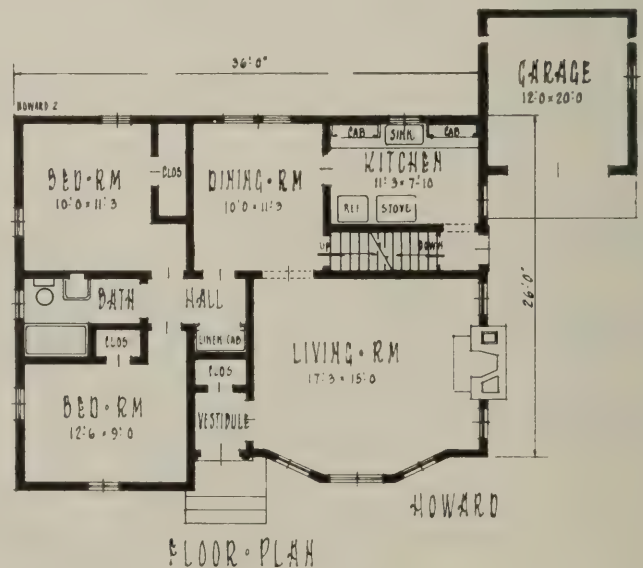 36'-0"
HOWARD 2
GARAGE
12'-0 × 20'-0
BED·RM
10'-0 × 11'-3
CLOS
DINING·RM
10'-0 × 11'-3
CAB
SINK
CAB
KITCHEN
11'-3 × 7'-10
REF
STOVE
UP
DOWN
26'-0"
BATH
HALL
CLOS
LINEN CAB
LIVING·RM
17'-3 × 15'-0
CLOS
BED·RM
12'-6 × 9'-0
VESTIBULE
HOWARD
FLOOR·PLAN